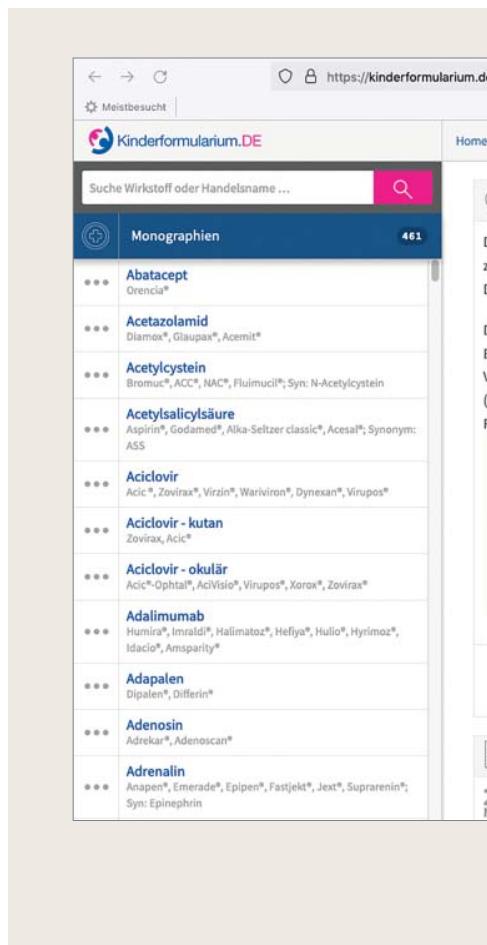 https://kinderformularium.de
Meistbesucht
Kinderformularium.DE
Home
Suche Wirkstoff oder Handelsname ...
Monographien
461
Abatacept
Orencia®
Acetazolamid
Diamox®, Glaupax®, Acemit®
Acetylcystein
Bromuc®, ACC®, NAC®, Fluimucil®; Syn: N-Acetylcystein
Acetylsalicylsäure
Aspirin®, Godamed®, Alka-Seltzer classic®, Acesal®; Synonym:
ASS
Aciclovir
Acic ®, Zovirax®, Virzin®, Wariviron®, Dynexan®, Virupos®
Aciclovir - kutan
Zovirax, Acic®
Aciclovir - okulär
Acic®-Ophtal®, AciVisio®, Virupos®, Xorox®, Zovirax®
Adalimumab
Humira®, Imraldi®, Halimatoz®, Hefiya®, Hulio®, Hyrimoz®,
Idacio®, Amsparity®
Adapalen
Dipalen®, Differin®
Adenosin
Adrekar®, Adenoscan®
Adrenalin
Anapen®, Emerade®, Epipen®, Fastjekt®, Jext®, Suprarenin®;
Syn: Epinephrin